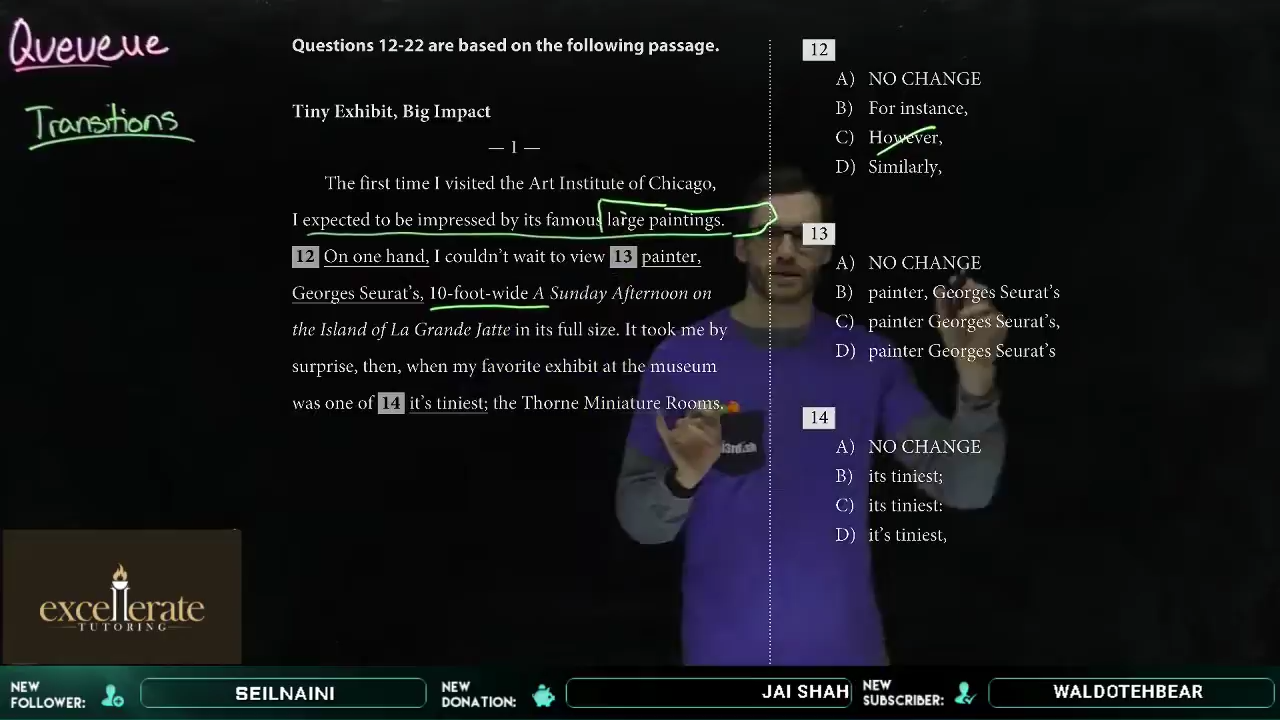 Queueue
Transitions
Questions 12-22 are based on the following passage.
Tiny Exhibit, Big Impact
— 1 —
The first time I visited the Art Institute of Chicago,
I expected to be impressed by its famous large paintings.
12 On one hand, I couldn't wait to view 13 painter,
Georges Seurat's, 10-foot-wide A Sunday Afternoon on
the Island of La Grande Jatte in its full size. It took me by
surprise, then, when my favorite exhibit at the museum
was one of 14 it's tiniest; the Thorne Miniature Rooms.
12
A) NO CHANGE
B) For instance,
C) However,
D) Similarly,
13
A) NO CHANGE
B) painter, Georges Seurat's
C) painter Georges Seurat's,
D) painter Georges Seurat's
14
A) NO CHANGE
B) its tiniest;
C) its tiniest:
D) it's tiniest,
excellerate
TUTORING
NEW FOLLOWER: SEILNAINI
NEW DONATION: JAI SHAH
NEW SUBSCRIBER: WALDOTEHBEAR